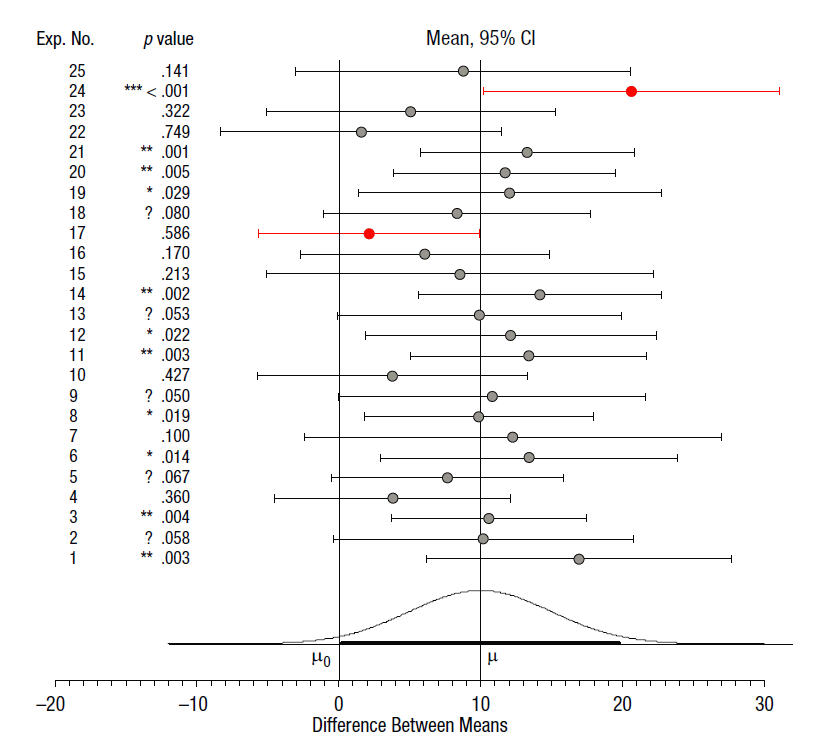 Exp. No. p value Mean, 95% CI
25 .141
24 *** < .001
23 .322
22 .749
21 ** .001
20 ** .005
19 * .029
18 ? .080
17 .586
16 .170
15 .213
14 ** .002
13 ? .053
12 * .022
11 ** .003
10 .427
9 ? .050
8 * .019
7 .100
6 * .014
5 ? .067
4 .360
3 ** .004
2 ? .058
1 ** .003
μ0 μ
–20 –10 0 10 20 30
Difference Between Means